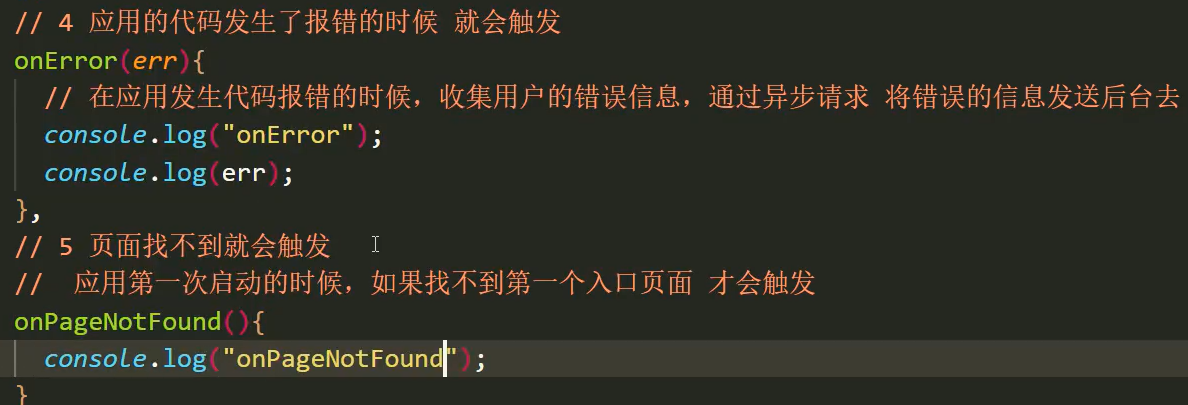 // 4 应用的代码发生了报错的时候 就会触发
onError(err){
// 在应用发生代码报错的时候，收集用户的错误信息，通过异步请求 将错误的信息发送后台去
console.log("onError");
console.log(err);
},
// 5 页面找不到就会触发
//  应用第一次启动的时候，如果找不到第一个入口页面 才会触发
onPageNotFound(){
console.log("onPageNotFound");
}